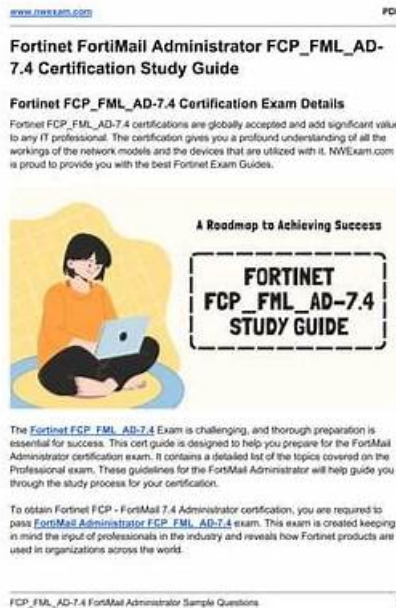 www.nwexam.com PDF
Fortinet FortiMail Administrator FCP_FML_AD-
7.4 Certification Study Guide
Fortinet FCP_FML_AD-7.4 Certification Exam Details
Fortinet FCP_FML_AD-7.4 certifications are globally accepted and add significant value
to any IT professional. The certification gives you a profound understanding of all the
workings of the network models and the devices that are utilized with it. NWExam.com
is proud to provide you with the best Fortinet Exam Guides.
A Roadmap to Achieving Success
FORTINET
FCP_FML_AD-7.4
STUDY GUIDE
The Fortinet FCP_FML_AD-7.4 Exam is challenging, and thorough preparation is
essential for success. This cert guide is designed to help you prepare for the FortiMail
Administrator certification exam. It contains a detailed list of the topics covered on the
Professional exam. These guidelines for the FortiMail Administrator will help guide you
through the study process for your certification.
To obtain Fortinet FCP - FortiMail 7.4 Administrator certification, you are required to
pass FortiMail Administrator FCP_FML_AD-7.4 exam. This exam is created keeping
in mind the input of professionals in the industry and reveals how Fortinet products are
used in organizations across the world.
FCP_FML_AD-7.4 FortiMail Administrator Sample Questions